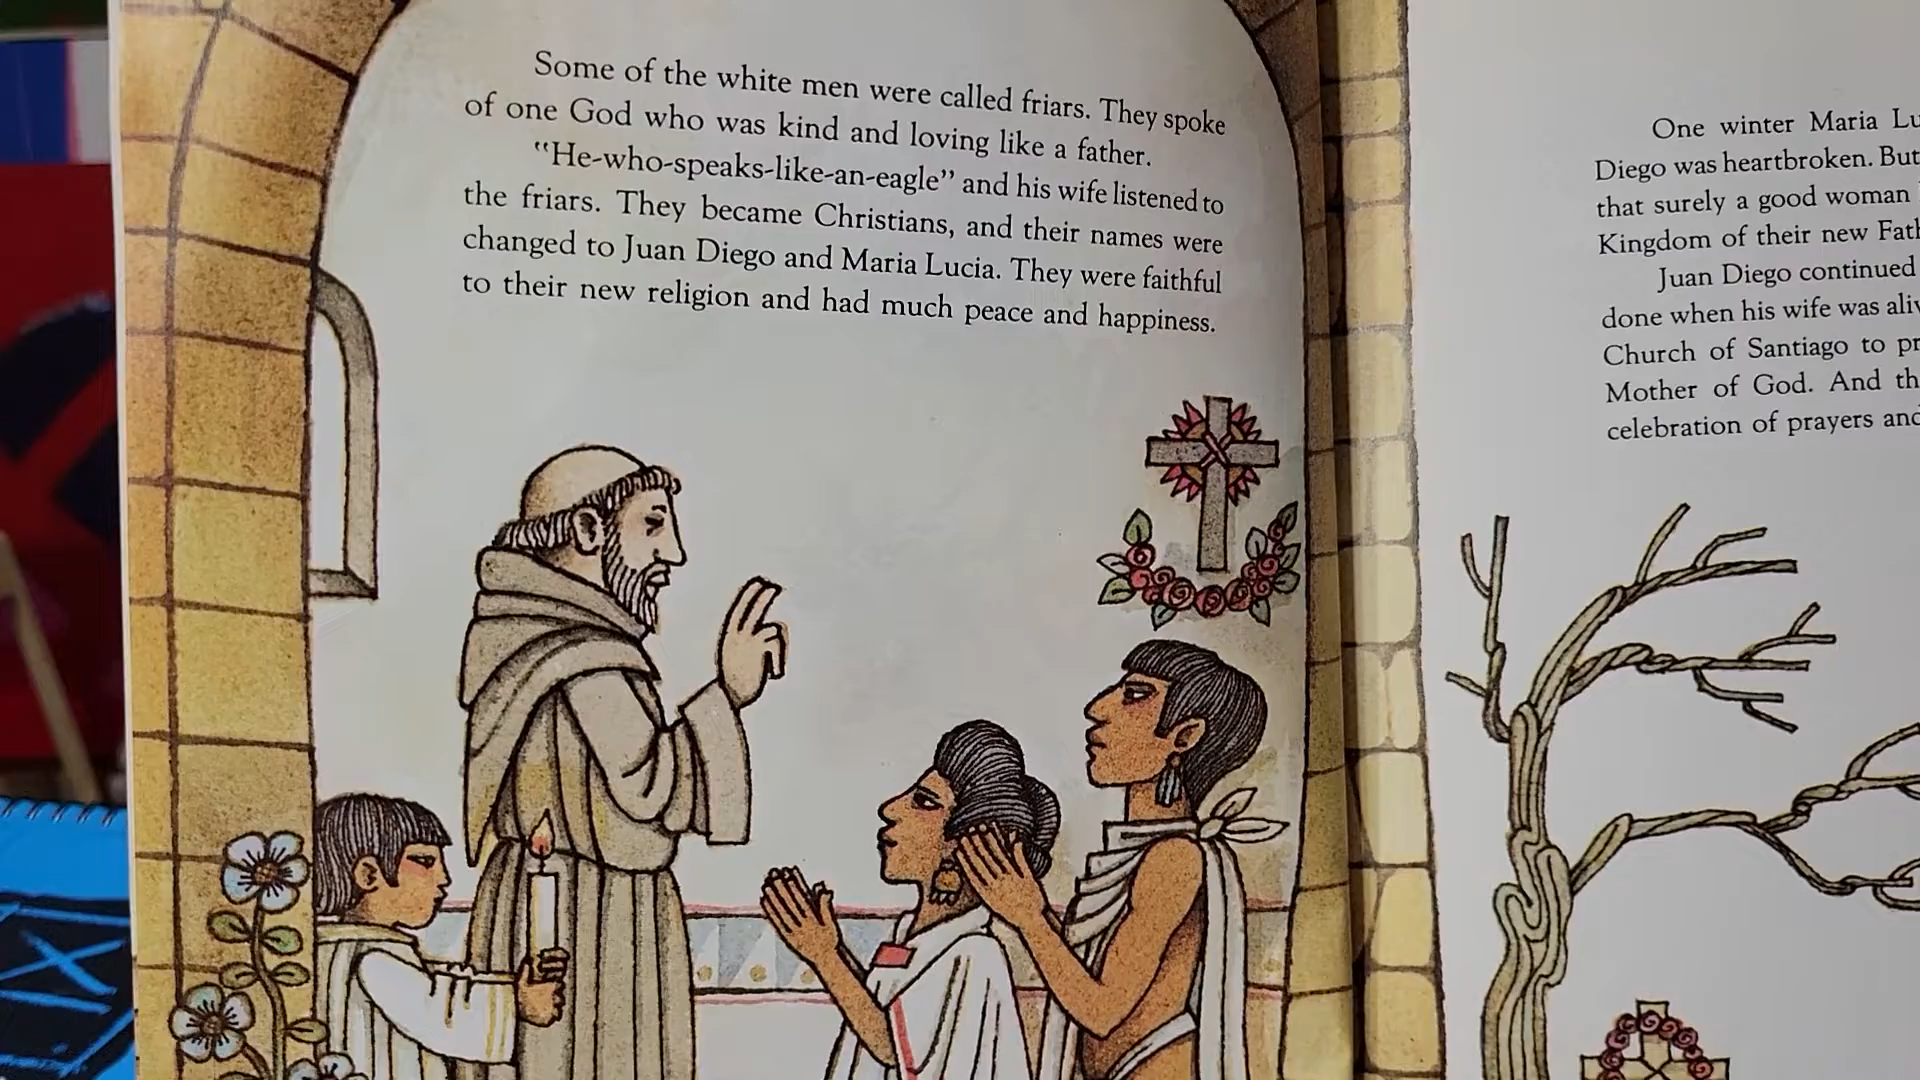 Some of the white men were called friars. They spoke
of one God who was kind and loving like a father.
“He-who-speaks-like-an-eagle” and his wife listened to
the friars. They became Christians, and their names were
changed to Juan Diego and Maria Lucia. They were faithful
to their new religion and had much peace and happiness.
One winter Maria
Diego was heartbroken. But
that surely a good woman
Kingdom of their new
Juan Diego continued
done when his wife was
Church of Santiago to
Mother of God. And
celebration of prayers